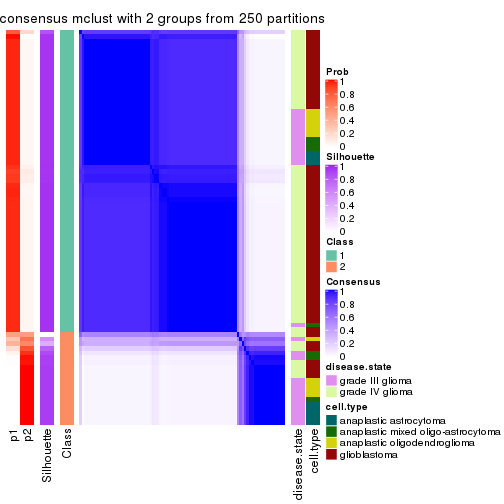 consensus mclust with 2 groups from 250 partitions
Prob
1
0.8
0.6
0.4
0.2
0
Silhouette
1
0.8
0.6
0.4
0.2
0
Class
1
2
Consensus
1
0.8
0.6
0.4
0.2
0
disease.state
grade III glioma
grade IV glioma
cell.type
anaplastic astrocytoma
anaplastic mixed oligo-astrocytoma
anaplastic oligodendroglioma
glioblastoma
p1
p2
Silhouette
Class
disease.state
cell.type